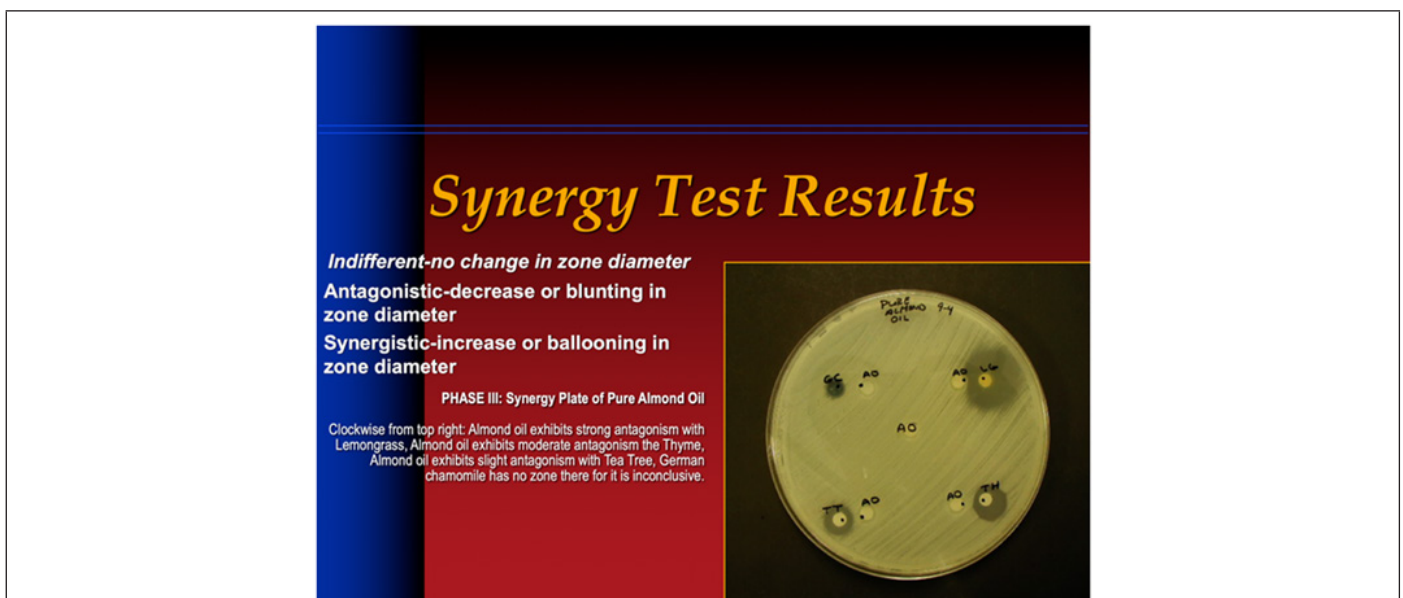 Synergy Test Results
Indifferent-no change in zone diameter
Antagonistic-decrease or blunting in
zone diameter
Synergistic-increase or ballooning in
zone diameter
PHASE III: Synergy Plate of Pure Almond Oil
Clockwise from top right: Almond oil exhibits strong antagonism with
Lemongrass, Almond oil exhibits moderate antagonism the Thyme,
Almond oil exhibits slight antagonism with Tea Tree, German
chamomile has no zone there for it is inconclusive.
PURE 9-4
ALMOND
OIL
GC AO AO LG
AO
TT AO AO TH